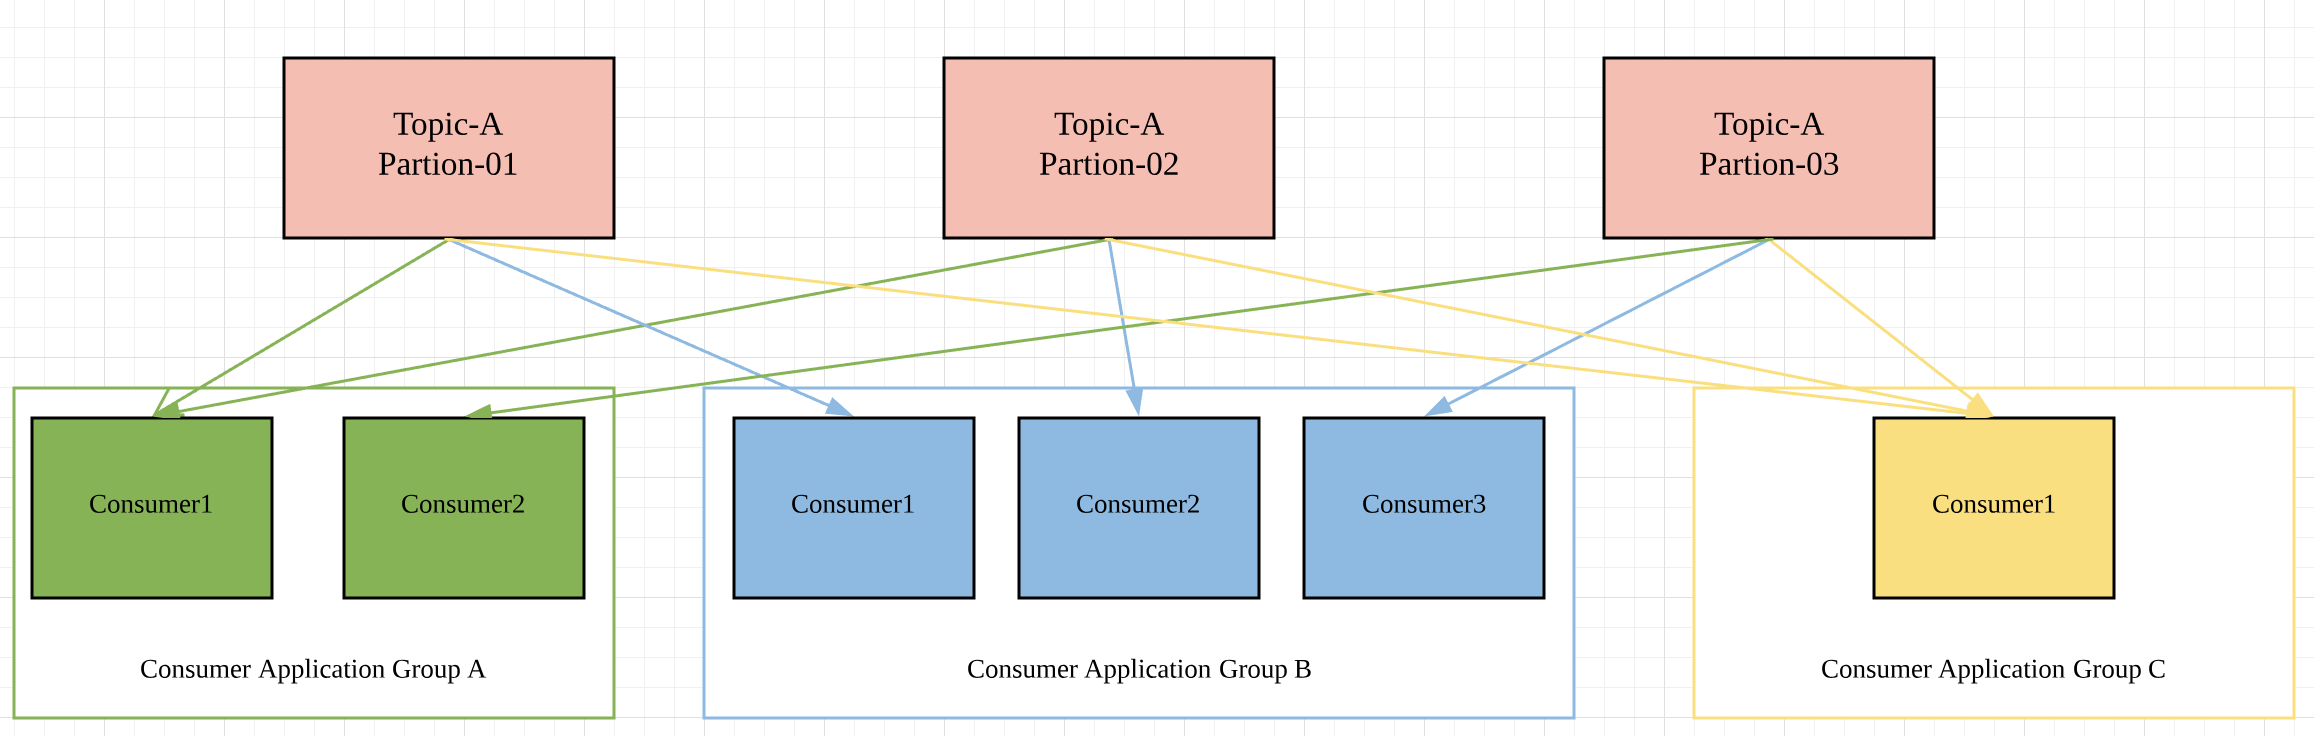 Topic-A
Partion-01
Topic-A
Partion-02
Topic-A
Partion-03
Consumer1
Consumer2
Consumer Application Group A
Consumer1
Consumer2
Consumer3
Consumer Application Group B
Consumer1
Consumer Application Group C